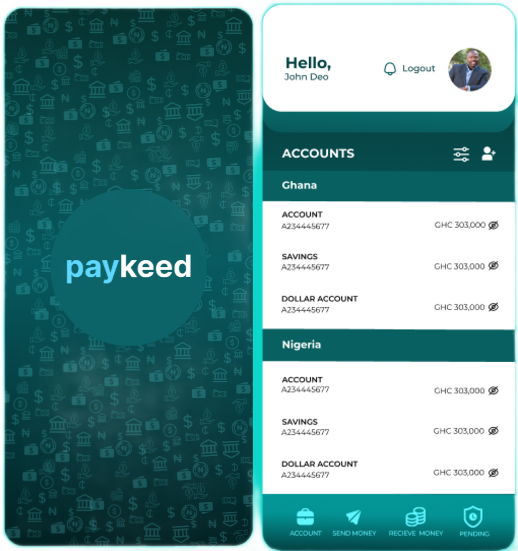 paykeed
Hello,
John Deo
Logout
ACCOUNTS
Ghana
ACCOUNT
A234445677
GHC 303,000
SAVINGS
A234445677
GHC 303,000
DOLLAR ACCOUNT
A234445677
GHC 303,000
Nigeria
ACCOUNT
A234445677
GHC 303,000
SAVINGS
A234445677
GHC 303,000
DOLLAR ACCOUNT
A234445677
GHC 303,000
ACCOUNT
SEND MONEY
RECIEVE MONEY
PENDING